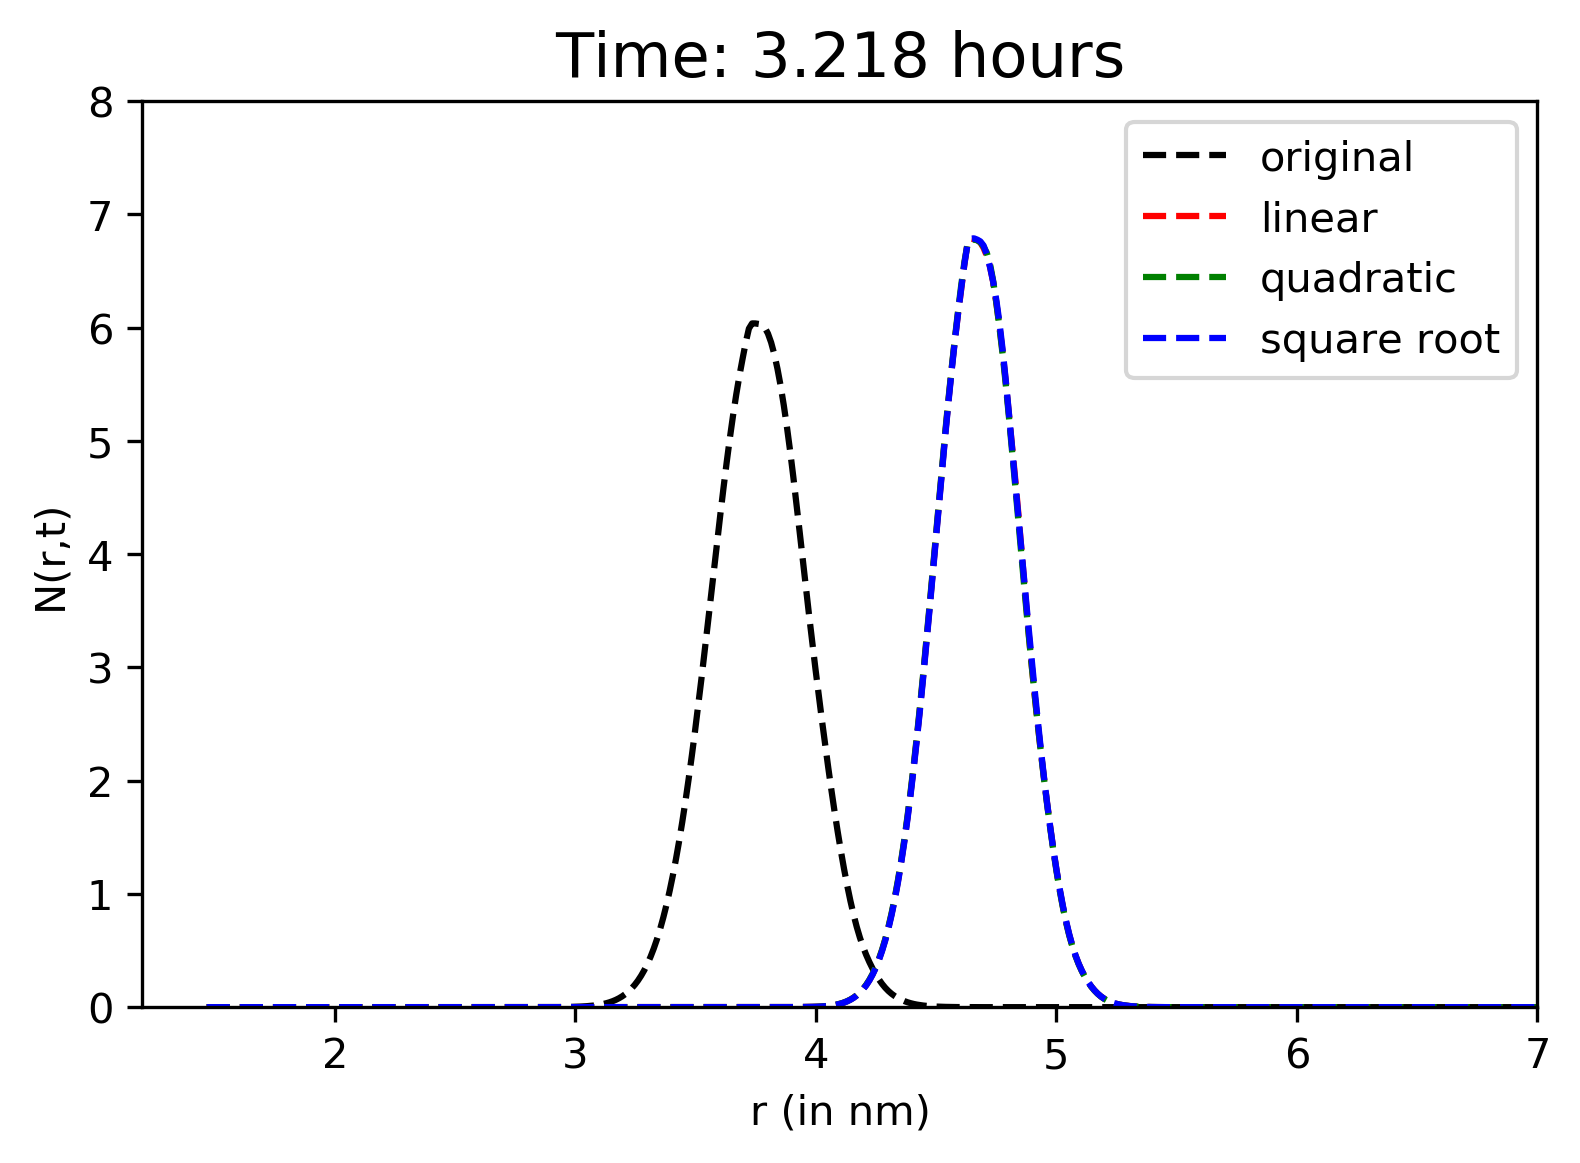 Time: 3.218 hours
8
7
6
5
4
3
2
1
0
N(r,t)
original
linear
quadratic
square root
2 3 4 5 6 7
r (in nm)